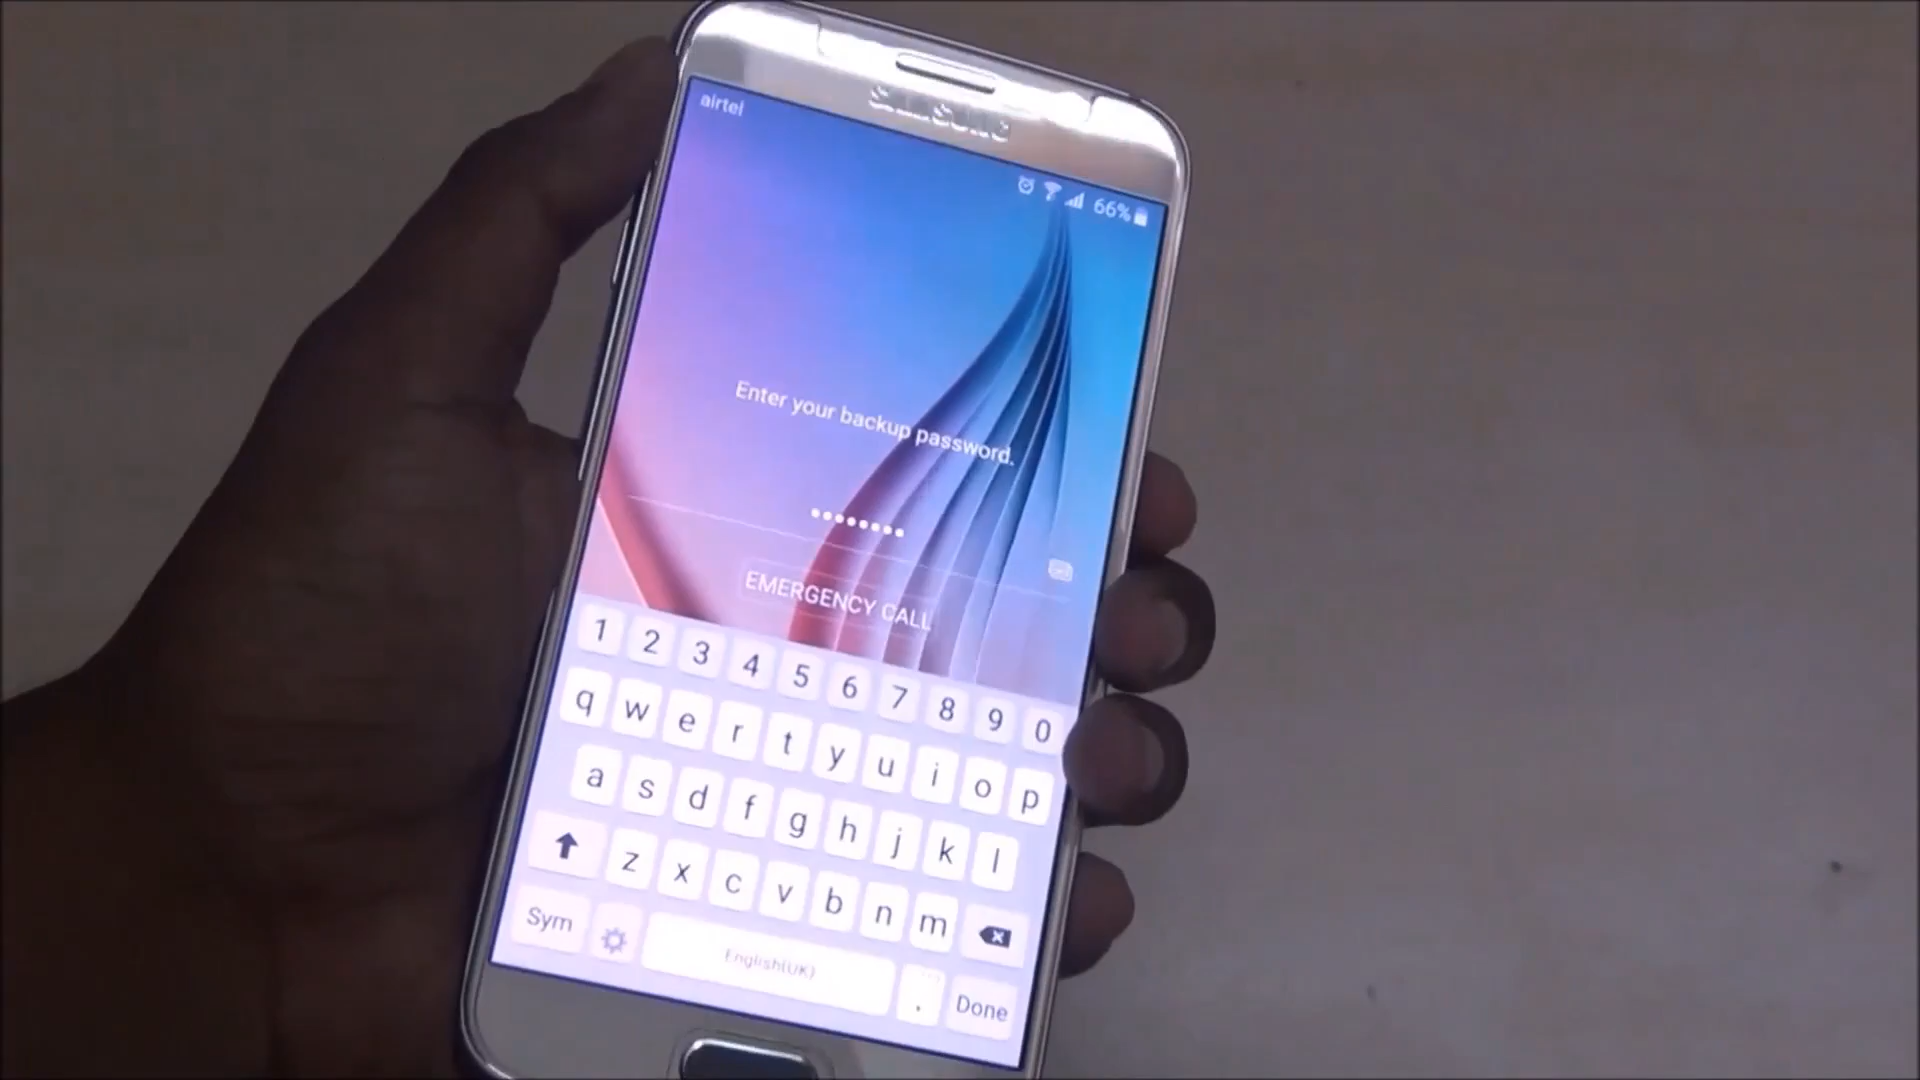 SAMSUNG
airtel
66%
Enter your backup password.
••••••••
EMERGENCY CALL
1 2 3 4 5 6 7 8 9 0
q w e r t y u i o p
a s d f g h j k l
z x c v b n m
Sym English(UK) . Done